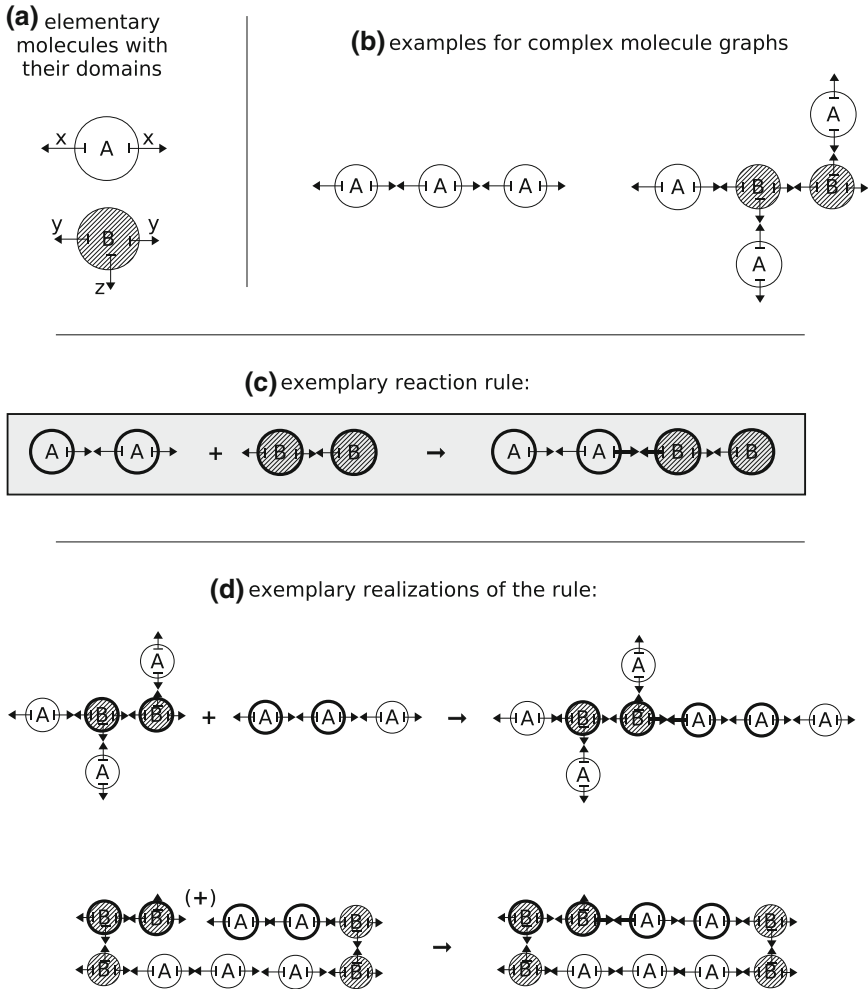 (a) elementary
molecules with
their domains
x A x
y B y
z
(b) examples for complex molecule graphs
A
A A A A B B
A
(c) exemplary reaction rule:
A A + B B → A A B B
(d) exemplary realizations of the rule:
A A
A B B + A A A → A B B A A A
A A
(+)
B B A A B → B B A A B
B A A A B B A A A B